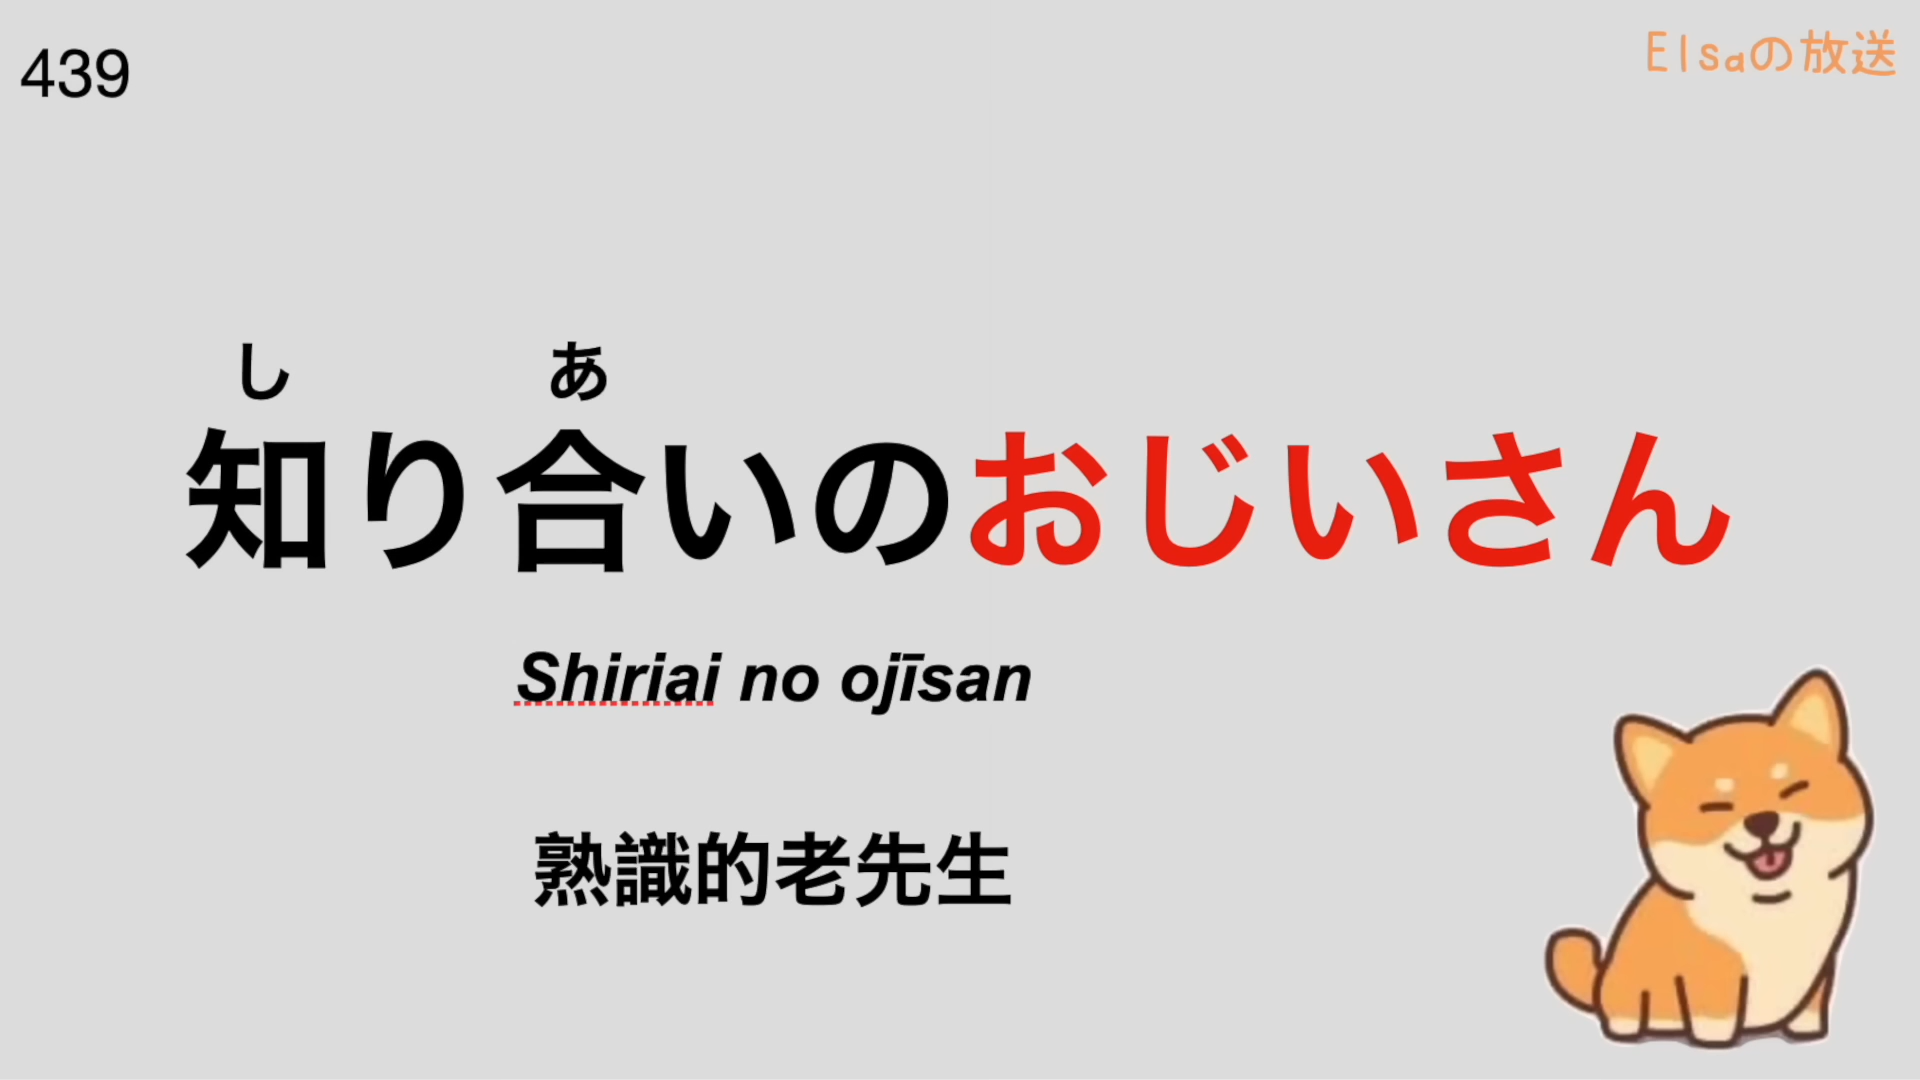 439
Elsaの放送
し あ
知り合いのおじいさん
Shiriai no ojīsan
熟識的老先生